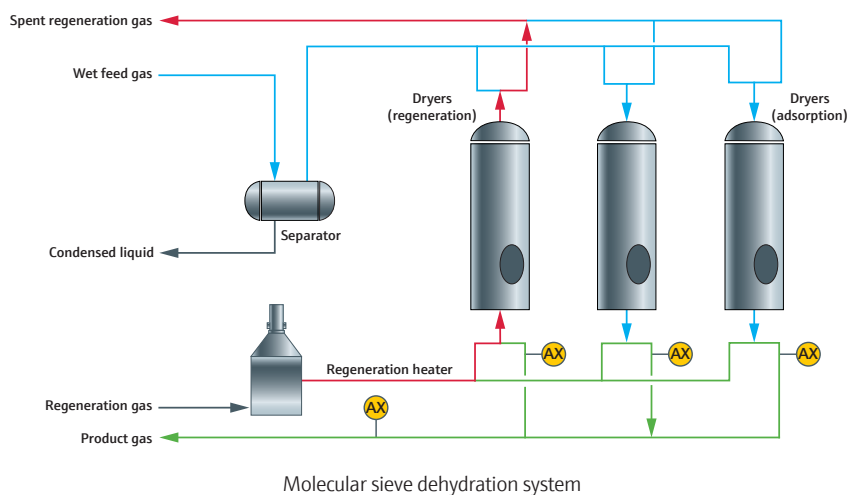 Spent regeneration gas
Wet feed gas
Dryers
(regeneration)
Dryers
(adsorption)
Separator
Condensed liquid
AX
AX
AX
Regeneration heater
Regeneration gas
AX
Product gas
Molecular sieve dehydration system